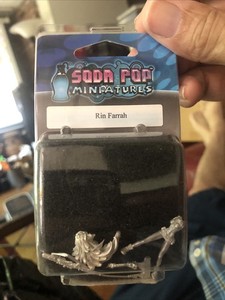 SODA POP
MINIATURES
Rin Farrah